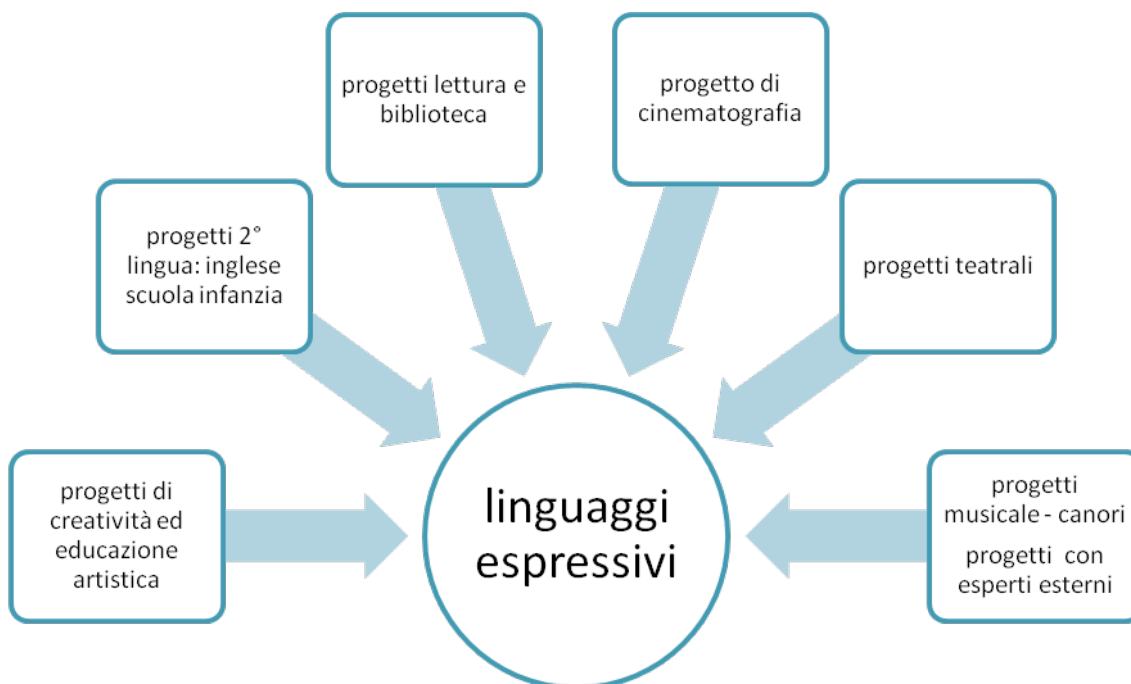 progetti lettura e
biblioteca
progetto di
cinematografia
progetti 2°
lingua: inglese
scuola infanzia
progetti teatrali
progetti di
creatività ed
educazione
artistica
linguaggi
espressivi
progetti
musicale - canori
progetti con
esperti esterni